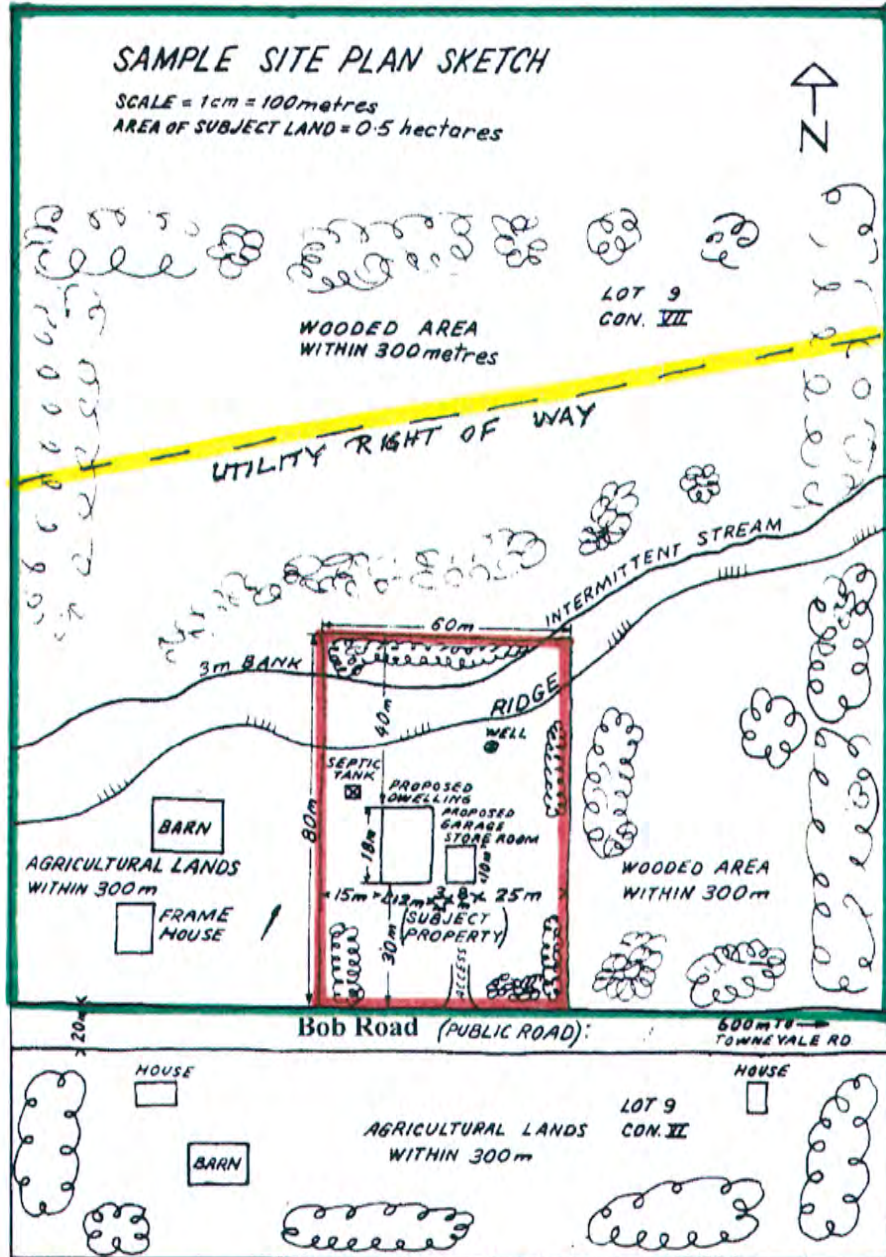 SAMPLE SITE PLAN SKETCH
SCALE = 1cm = 100metres
AREA OF SUBJECT LAND = 0.5 hectares
N
LOT 9
CON. VII
WOODED AREA
WITHIN 300metres
UTILITY RIGHT OF WAY
INTERMITTENT STREAM
60m
3m BANK
RIDGE
40m
WELL
SEPTIC
TANK
PROPOSED
DWELLING
PROPOSED
GARAGE
STORE ROOM
80m
18m
10m
BARN
AGRICULTURAL LANDS
WITHIN 300m
WOODED AREA
WITHIN 300m
15m
12m
3
m
8
m
25m
FRAME
HOUSE
(SUBJECT
PROPERTY)
30m
ACCESS
20m
Bob Road (PUBLIC ROAD)
600m TO
TOWNEVALE RD
HOUSE
HOUSE
LOT 9
CON. VI
AGRICULTURAL LANDS
WITHIN 300m
BARN